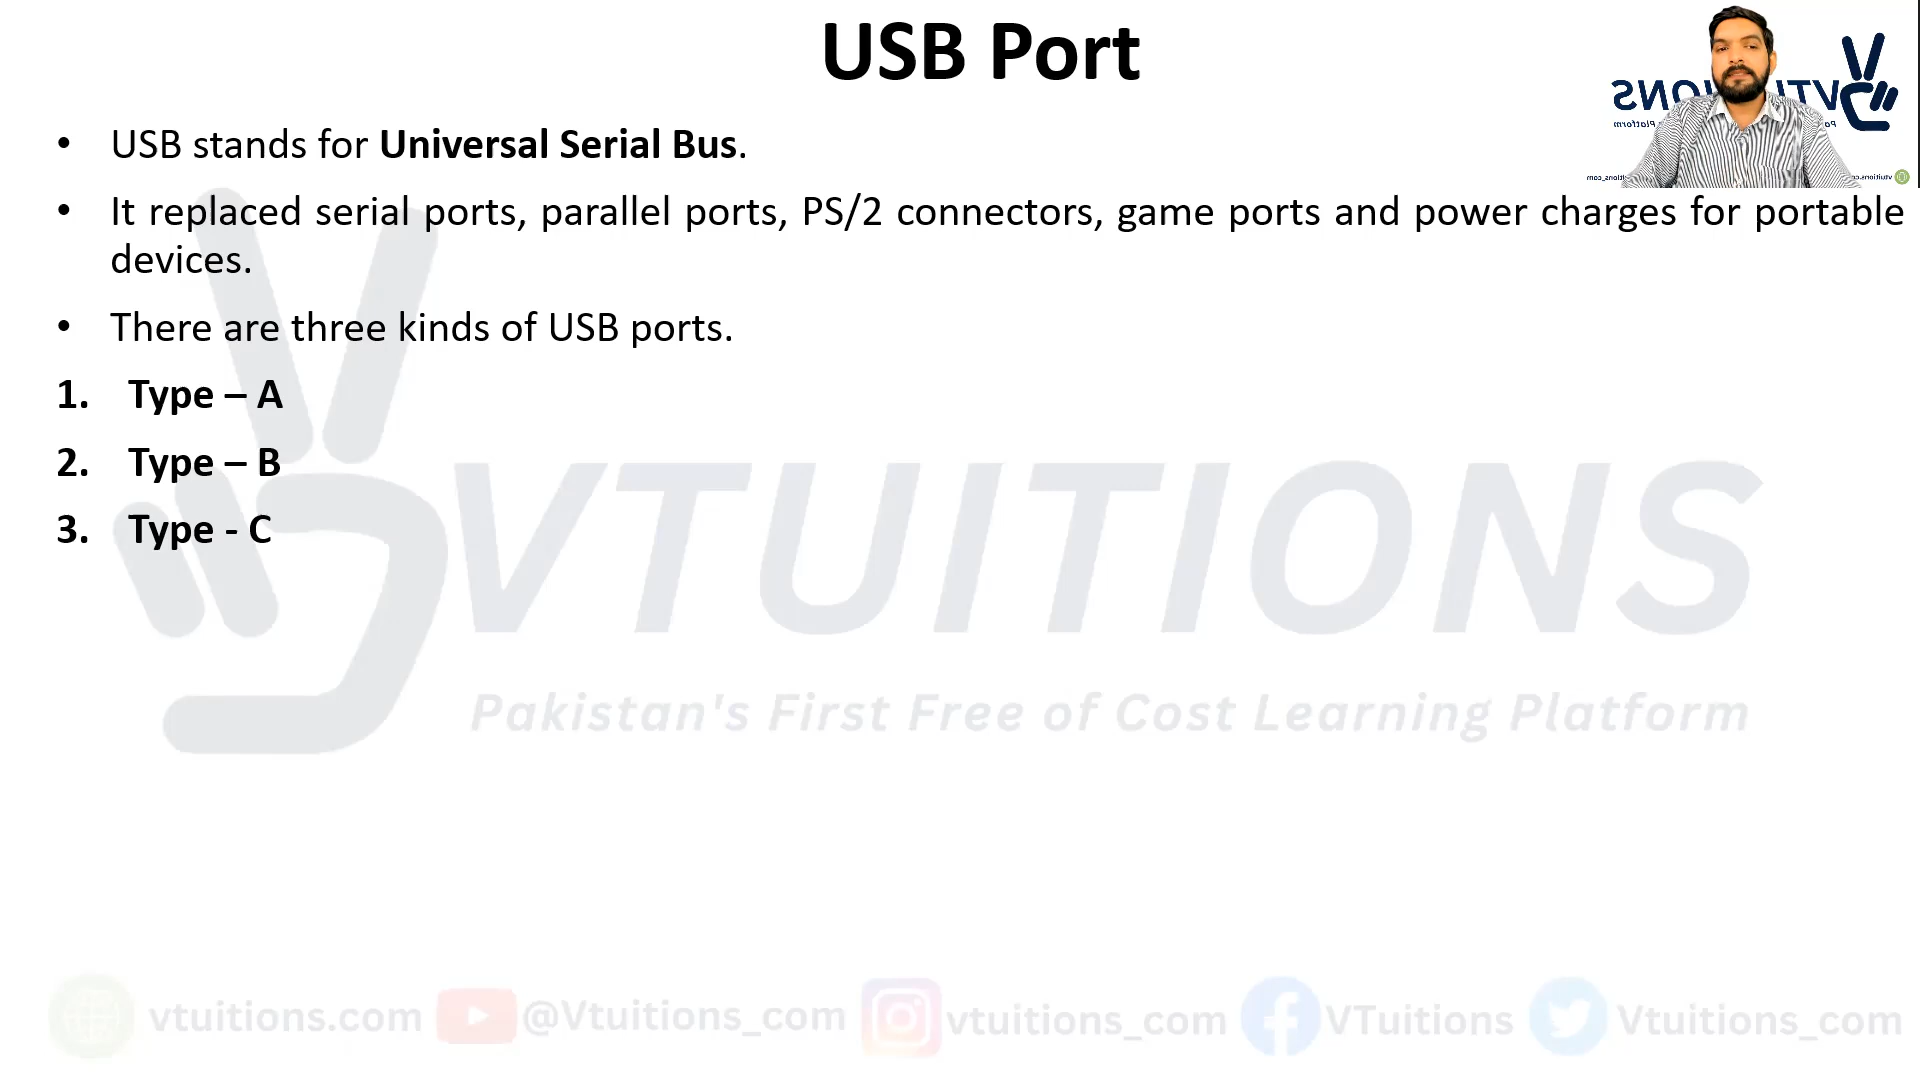 USB Port
• USB stands for Universal Serial Bus.
• It replaced serial ports, parallel ports, PS/2 connectors, game ports and power charges for portable
devices.
• There are three kinds of USB ports.
1. Type – A
2. Type – B
3. Type - C
VTUITIONS
Pakistan's First Free of Cost Learning Platform
vtuitions.com @Vtuitions_com vtuitions_com VTuitions Vtuitions_com